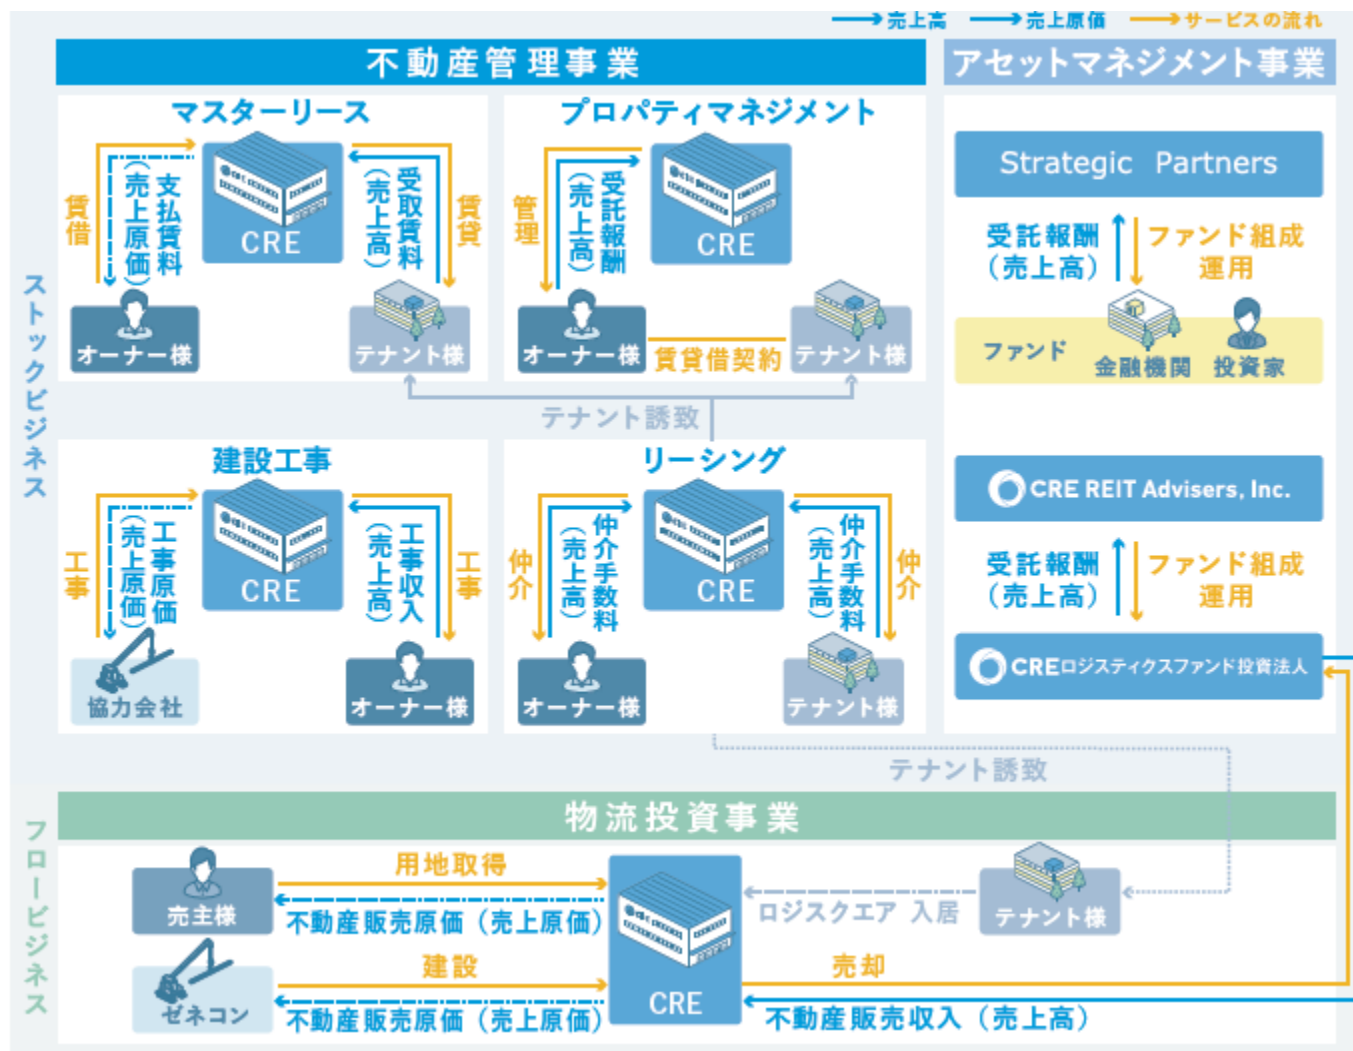 売上高
売上原価
サービスの流れ
不動産管理事業
アセットマネジメント事業
ストックビジネス
マスターリース
賃借
支払賃料
（売上原価）
CRE
受取賃料
（売上高）
賃貸
オーナー様
テナント様
プロパティマネジメント
管理
受託報酬
（売上高）
CRE
オーナー様
賃貸借契約
テナント様
テナント誘致
建設工事
工事
工事原価
（売上原価）
CRE
工事収入
（売上高）
工事
協力会社
オーナー様
リーシング
仲介
仲介手数料
（売上高）
CRE
仲介手数料
（売上高）
仲介
オーナー様
テナント様
Strategic Partners
受託報酬
（売上高）
ファンド組成
運用
ファンド
金融機関
投資家
CRE REIT Advisers, Inc.
受託報酬
（売上高）
ファンド組成
運用
CREロジスティクスファンド投資法人
テナント誘致
フロービジネス
物流投資事業
売主様
用地取得
不動産販売原価（売上原価）
ゼネコン
建設
不動産販売原価（売上原価）
CRE
ロジスクエア 入居
テナント様
売却
不動産販売収入（売上高）